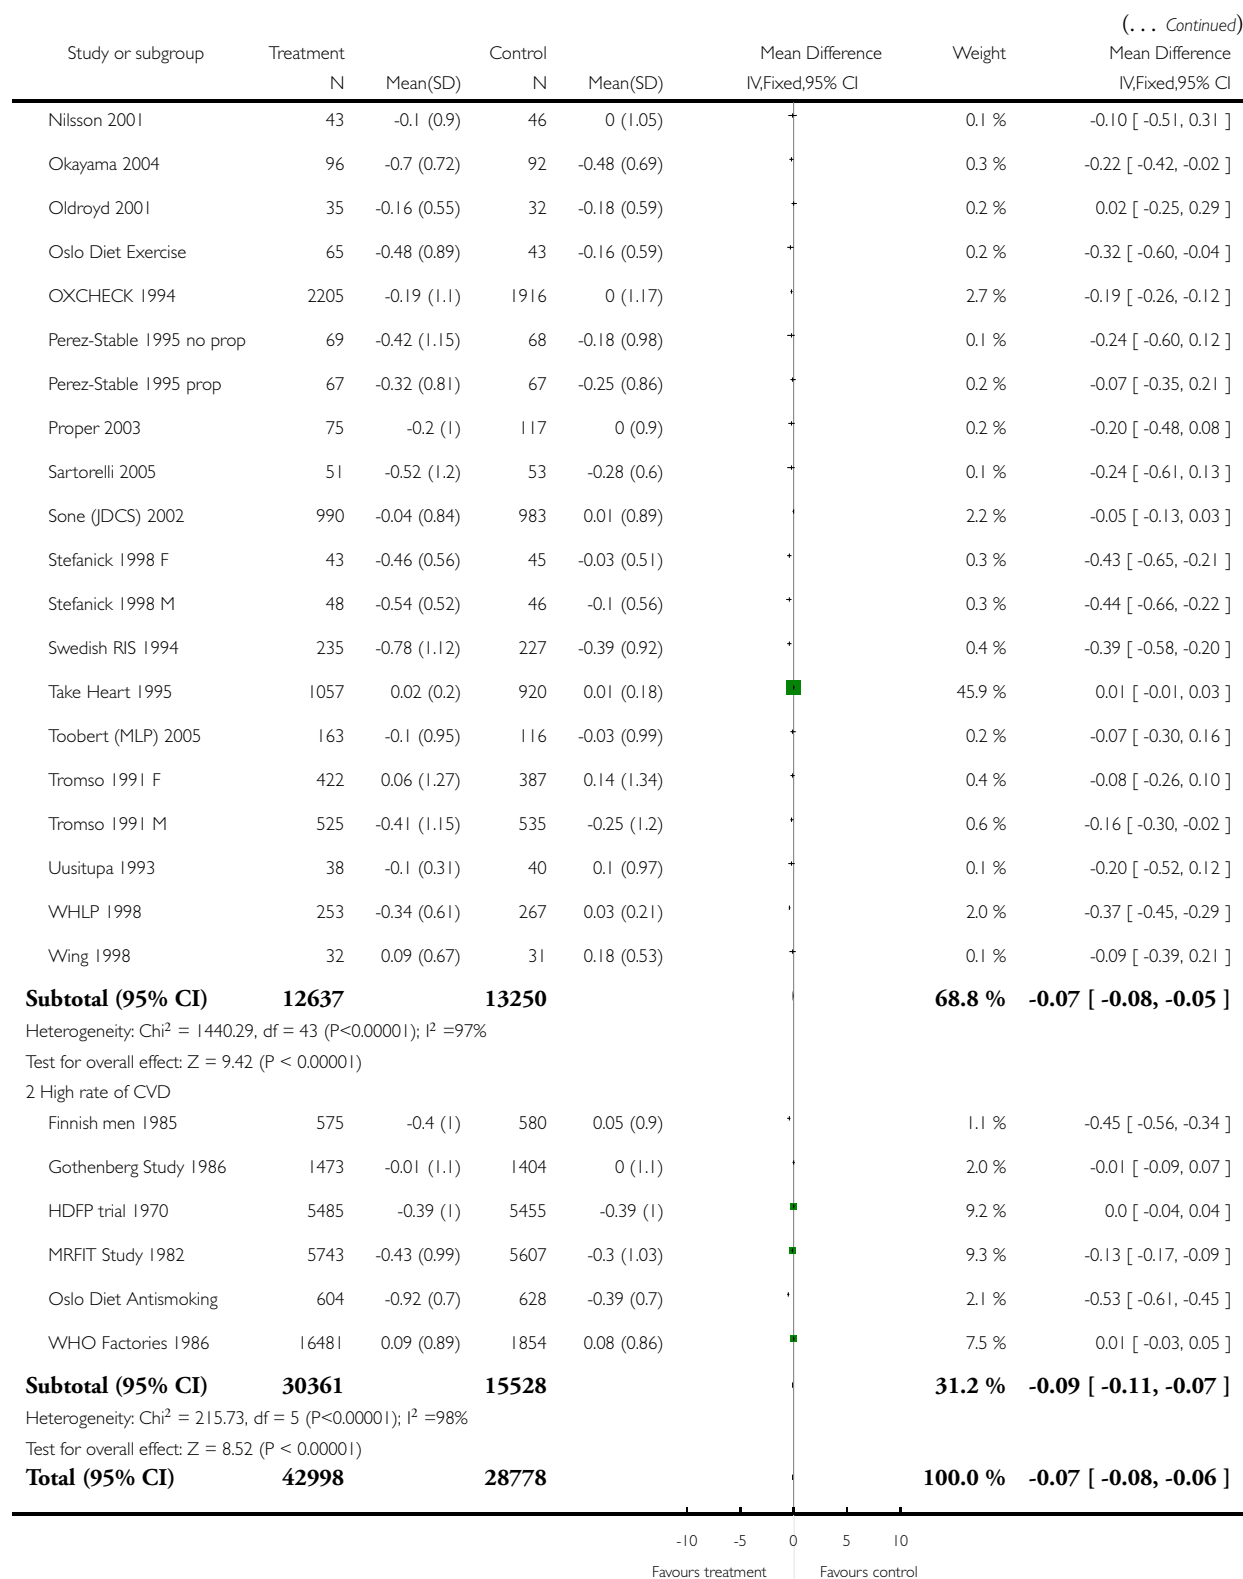 (... Continued)
Study or subgroup Treatment Control Mean Difference Weight Mean Difference
N Mean(SD) N Mean(SD) IV,Fixed,95% CI IV,Fixed,95% CI
Nilsson 2001 43 -0.1 (0.9) 46 0 (1.05) 0.1 % -0.10 [ -0.51, 0.31 ]
Okayama 2004 96 -0.7 (0.72) 92 -0.48 (0.69) 0.3 % -0.22 [ -0.42, -0.02 ]
Oldroyd 2001 35 -0.16 (0.55) 32 -0.18 (0.59) 0.2 % 0.02 [ -0.25, 0.29 ]
Oslo Diet Exercise 65 -0.48 (0.89) 43 -0.16 (0.59) 0.2 % -0.32 [ -0.60, -0.04 ]
OXCHECK 1994 2205 -0.19 (1.1) 1916 0 (1.17) 2.7 % -0.19 [ -0.26, -0.12 ]
Perez-Stable 1995 no prop 69 -0.42 (1.15) 68 -0.18 (0.98) 0.1 % -0.24 [ -0.60, 0.12 ]
Perez-Stable 1995 prop 67 -0.32 (0.81) 67 -0.25 (0.86) 0.2 % -0.07 [ -0.35, 0.21 ]
Proper 2003 75 -0.2 (1) 117 0 (0.9) 0.2 % -0.20 [ -0.48, 0.08 ]
Sartorelli 2005 51 -0.52 (1.2) 53 -0.28 (0.6) 0.1 % -0.24 [ -0.61, 0.13 ]
Sone (JDCS) 2002 990 -0.04 (0.84) 983 0.01 (0.89) 2.2 % -0.05 [ -0.13, 0.03 ]
Stefanick 1998 F 43 -0.46 (0.56) 45 -0.03 (0.51) 0.3 % -0.43 [ -0.65, -0.21 ]
Stefanick 1998 M 48 -0.54 (0.52) 46 -0.1 (0.56) 0.3 % -0.44 [ -0.66, -0.22 ]
Swedish RIS 1994 235 -0.78 (1.12) 227 -0.39 (0.92) 0.4 % -0.39 [ -0.58, -0.20 ]
Take Heart 1995 1057 0.02 (0.2) 920 0.01 (0.18) 45.9 % 0.01 [ -0.01, 0.03 ]
Toobert (MLP) 2005 163 -0.1 (0.95) 116 -0.03 (0.99) 0.2 % -0.07 [ -0.30, 0.16 ]
Tromso 1991 F 422 0.06 (1.27) 387 0.14 (1.34) 0.4 % -0.08 [ -0.26, 0.10 ]
Tromso 1991 M 525 -0.41 (1.15) 535 -0.25 (1.2) 0.6 % -0.16 [ -0.30, -0.02 ]
Uusitupa 1993 38 -0.1 (0.31) 40 0.1 (0.97) 0.1 % -0.20 [ -0.52, 0.12 ]
WHLP 1998 253 -0.34 (0.61) 267 0.03 (0.21) 2.0 % -0.37 [ -0.45, -0.29 ]
Wing 1998 32 0.09 (0.67) 31 0.18 (0.53) 0.1 % -0.09 [ -0.39, 0.21 ]
Subtotal (95% CI) 12637 13250 68.8 % -0.07 [ -0.08, -0.05 ]
Heterogeneity: Chi² = 1440.29, df = 43 (P<0.00001); I² =97%
Test for overall effect: Z = 9.42 (P < 0.00001)
2 High rate of CVD
Finnish men 1985 575 -0.4 (1) 580 0.05 (0.9) 1.1 % -0.45 [ -0.56, -0.34 ]
Gothenberg Study 1986 1473 -0.01 (1.1) 1404 0 (1.1) 2.0 % -0.01 [ -0.09, 0.07 ]
HDFP trial 1970 5485 -0.39 (1) 5455 -0.39 (1) 9.2 % 0.0 [ -0.04, 0.04 ]
MRFIT Study 1982 5743 -0.43 (0.99) 5607 -0.3 (1.03) 9.3 % -0.13 [ -0.17, -0.09 ]
Oslo Diet Antismoking 604 -0.92 (0.7) 628 -0.39 (0.7) 2.1 % -0.53 [ -0.61, -0.45 ]
WHO Factories 1986 16481 0.09 (0.89) 1854 0.08 (0.86) 7.5 % 0.01 [ -0.03, 0.05 ]
Subtotal (95% CI) 30361 15528 31.2 % -0.09 [ -0.11, -0.07 ]
Heterogeneity: Chi² = 215.73, df = 5 (P<0.00001); I² =98%
Test for overall effect: Z = 8.52 (P < 0.00001)
Total (95% CI) 42998 28778 100.0 % -0.07 [ -0.08, -0.06 ]
-10 -5 0 5 10
Favours treatment Favours control